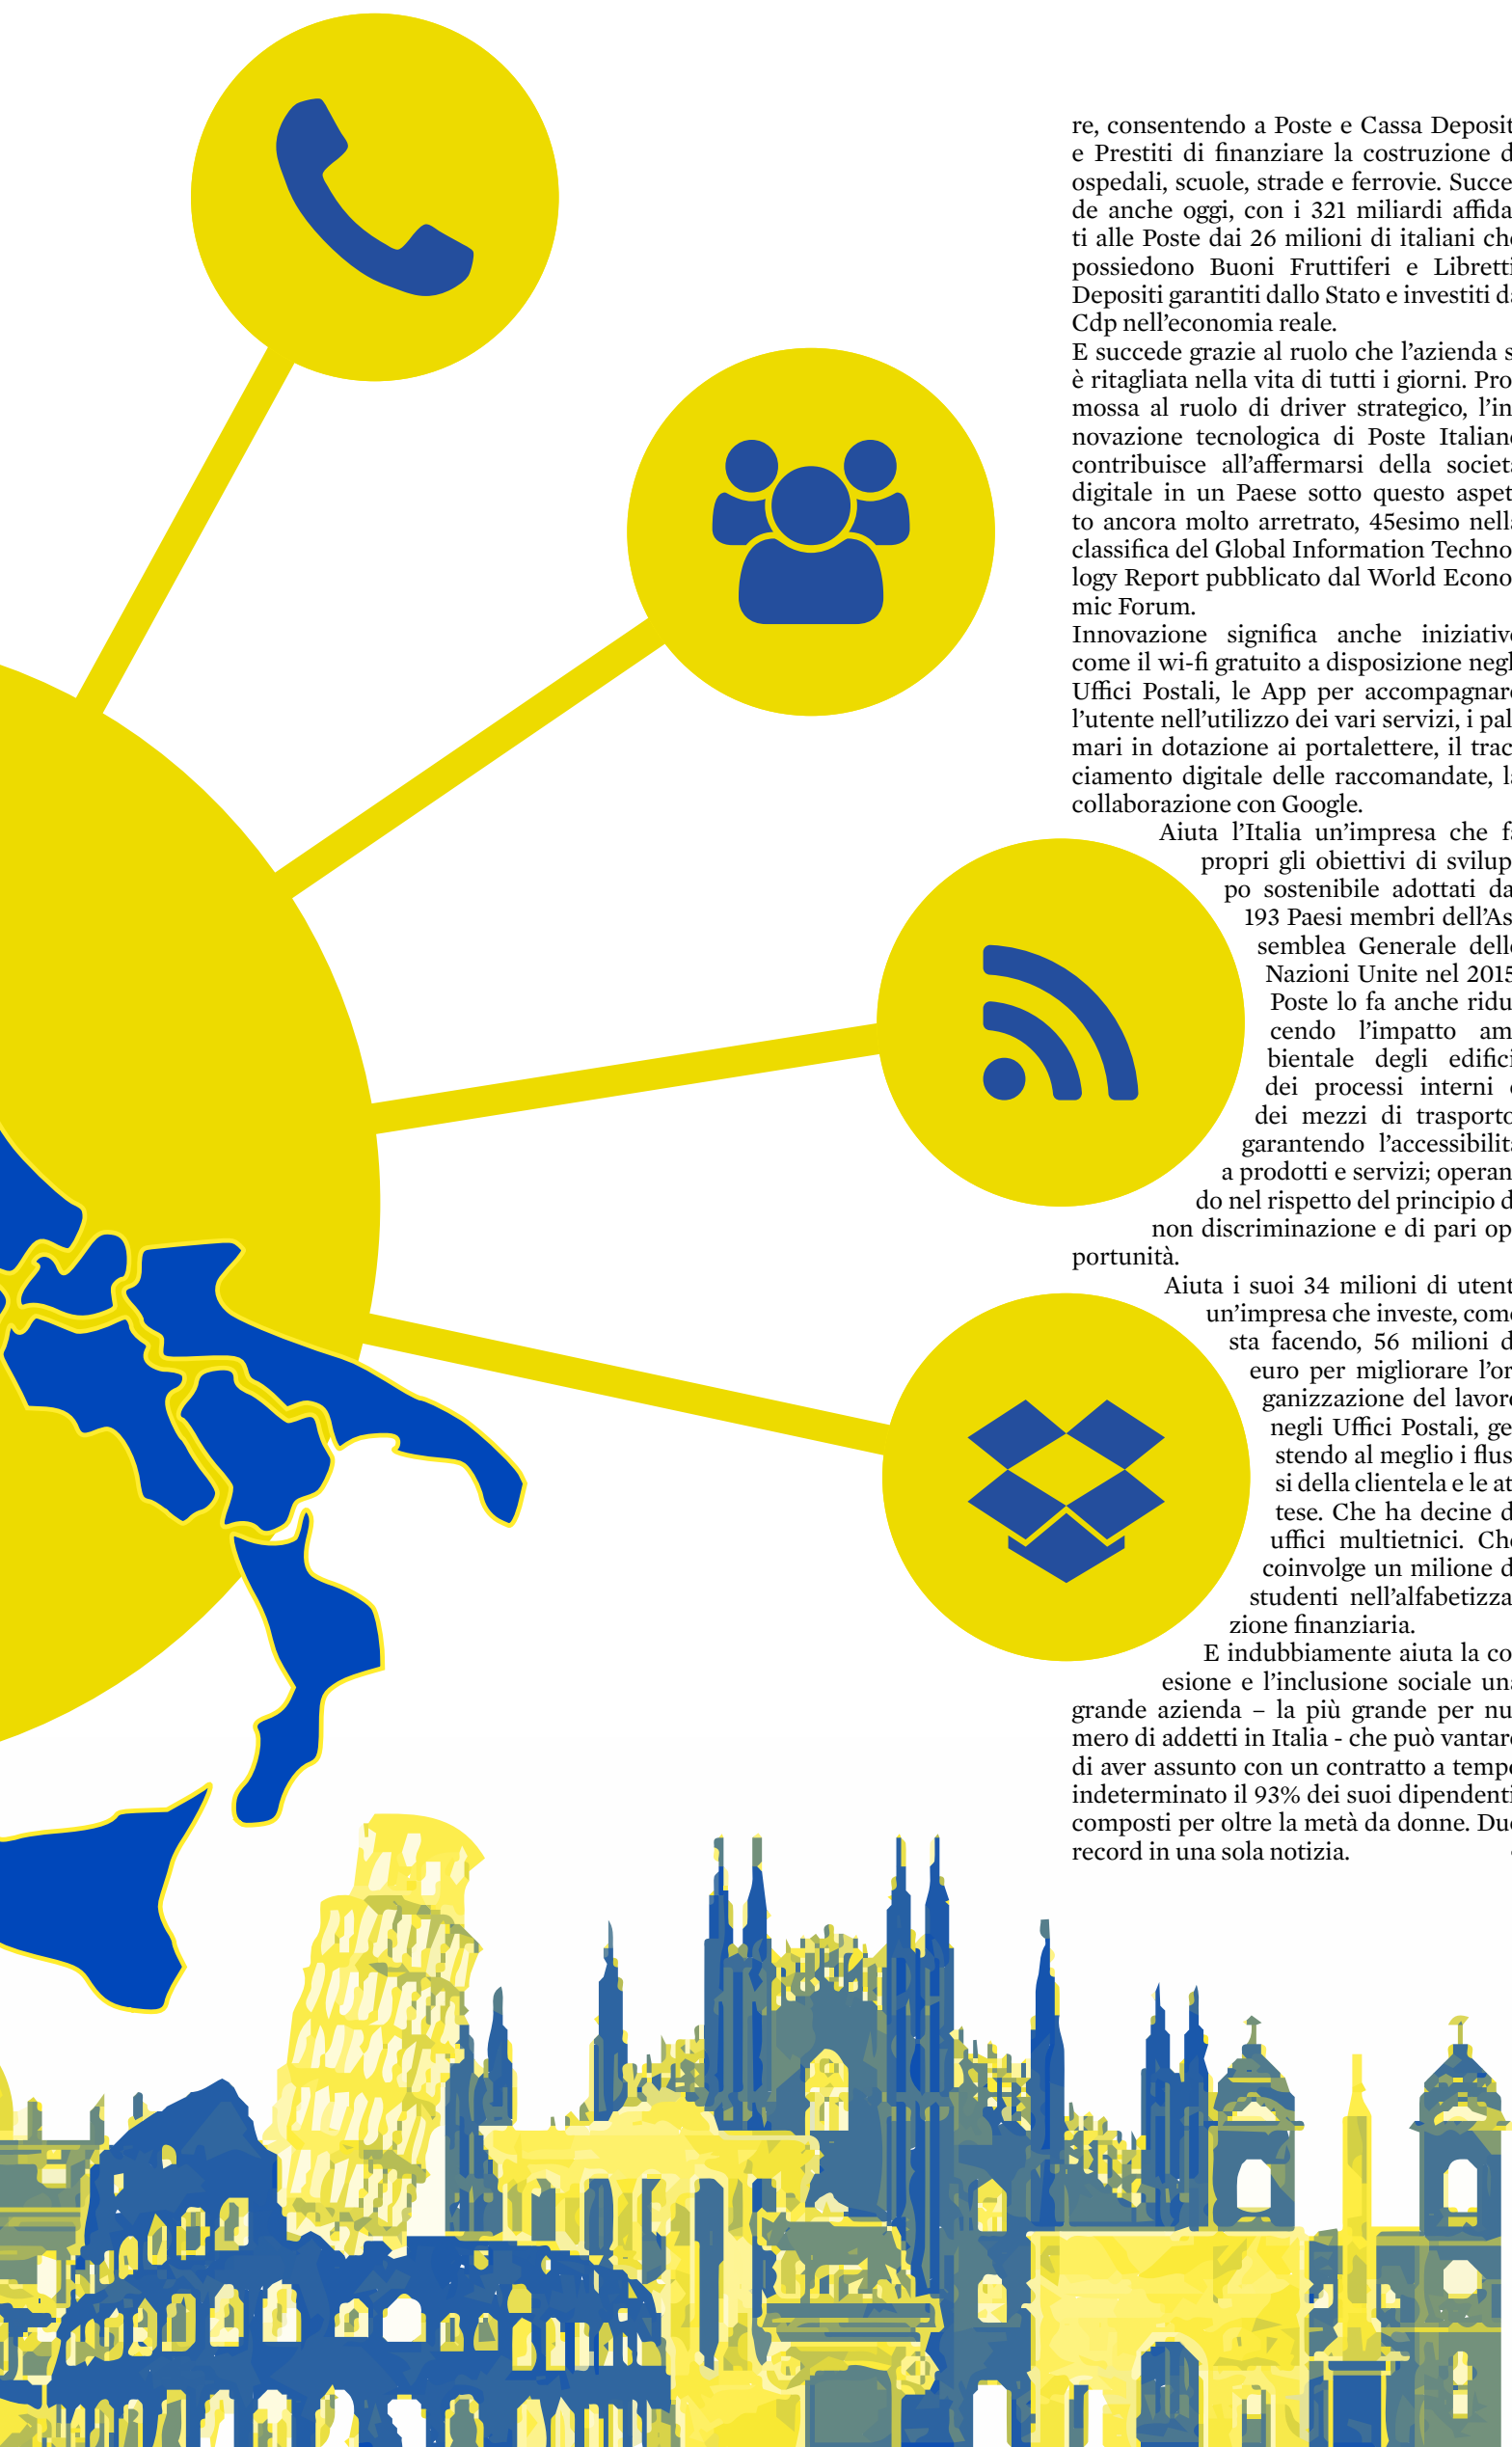 re, consentendo a Poste e Cassa Deposit
e Prestiti di finanziare la costruzione d
ospedali, scuole, strade e ferrovie. Succe-
de anche oggi, con i 321 miliardi affida-
ti alle Poste dai 26 milioni di italiani che
possiedono Buoni Fruttiferi e Libretti
Depositi garantiti dallo Stato e investiti da
Cdp nell’economia reale.
E succede grazie al ruolo che l’azienda s
è ritagliata nella vita di tutti i giorni. Pro-
mossa al ruolo di driver strategico, l’in-
novazione tecnologica di Poste Italiane
contribuisce all’affermarsi della società
digitale in un Paese sotto questo aspet-
to ancora molto arretrato, 45esimo nella
classifica del Global Information Techno-
logy Report pubblicato dal World Econo-
mic Forum.
Innovazione significa anche iniziative
come il wi-fi gratuito a disposizione negl
Uffici Postali, le App per accompagnare
l’utente nell’utilizzo dei vari servizi, i pal-
mari in dotazione ai portalettere, il trac-
ciamento digitale delle raccomandate, la
collaborazione con Google.
Aiuta l’Italia un’impresa che fa
propri gli obiettivi di svilup-
po sostenibile adottati da
193 Paesi membri dell’As-
semblea Generale delle
Nazioni Unite nel 2015
Poste lo fa anche ridu-
cendo l’impatto am-
bientale degli edifici
dei processi interni e
dei mezzi di trasporto
garantendo l’accessibilità
a prodotti e servizi; operan-
do nel rispetto del principio d
non discriminazione e di pari op-
portunità.
Aiuta i suoi 34 milioni di utent
un’impresa che investe, come
sta facendo, 56 milioni d
euro per migliorare l’or-
ganizzazione del lavoro
negli Uffici Postali, ge-
stendo al meglio i flus-
si della clientela e le at-
tese. Che ha decine d
uffici multietnici. Che
coinvolge un milione d
studenti nell’alfabetizza-
zione finanziaria.
E indubbiamente aiuta la co-
esione e l’inclusione sociale una
grande azienda – la più grande per nu-
mero di addetti in Italia - che può vantare
di aver assunto con un contratto a tempo
indeterminato il 93% dei suoi dipendenti
composti per oltre la metà da donne. Due
record in una sola notizia.